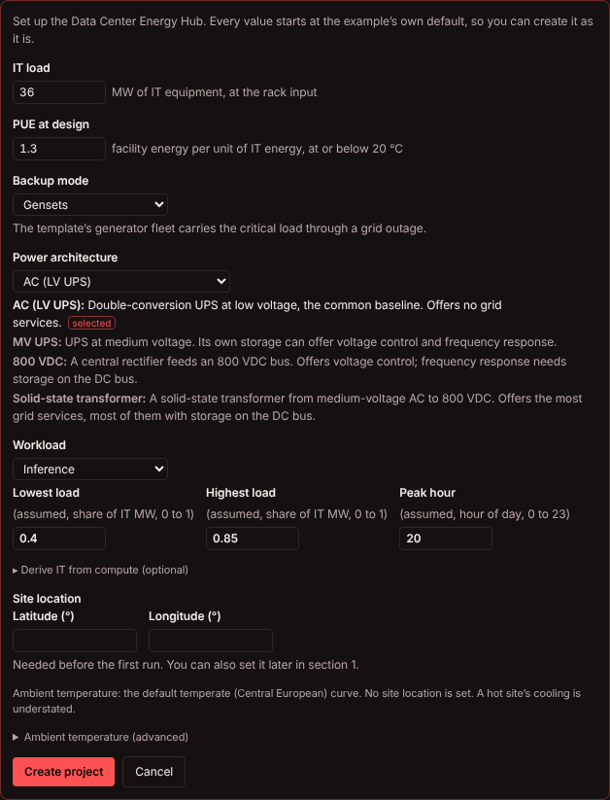 Set up the Data Center Energy Hub. Every value starts at the example's own default, so you can create it as
it is.
IT load
36 MW of IT equipment, at the rack input
PUE at design
1.3 facility energy per unit of IT energy, at or below 20 °C
Backup mode
Gensets
The template's generator fleet carries the critical load through a grid outage.
Power architecture
AC (LV UPS)
AC (LV UPS): Double-conversion UPS at low voltage, the common baseline. Offers no grid
services. selected
MV UPS: UPS at medium voltage. Its own storage can offer voltage control and frequency response.
800 VDC: A central rectifier feeds an 800 VDC bus. Offers voltage control; frequency response needs
storage on the DC bus.
Solid-state transformer: A solid-state transformer from medium-voltage AC to 800 VDC. Offers the most
grid services, most of them with storage on the DC bus.
Workload
Inference
Lowest load Highest load Peak hour
(assumed, share of IT MW, 0 to 1) (assumed, share of IT MW, 0 to 1) (assumed, hour of day, 0 to 23)
0.4 0.85 20
▸ Derive IT from compute (optional)
Site location
Latitude (°) Longitude (°)
Needed before the first run. You can also set it later in section 1.
Ambient temperature: the default temperate (Central European) curve. No site location is set. A hot site's cooling is
understated.
▸ Ambient temperature (advanced)
Create project Cancel